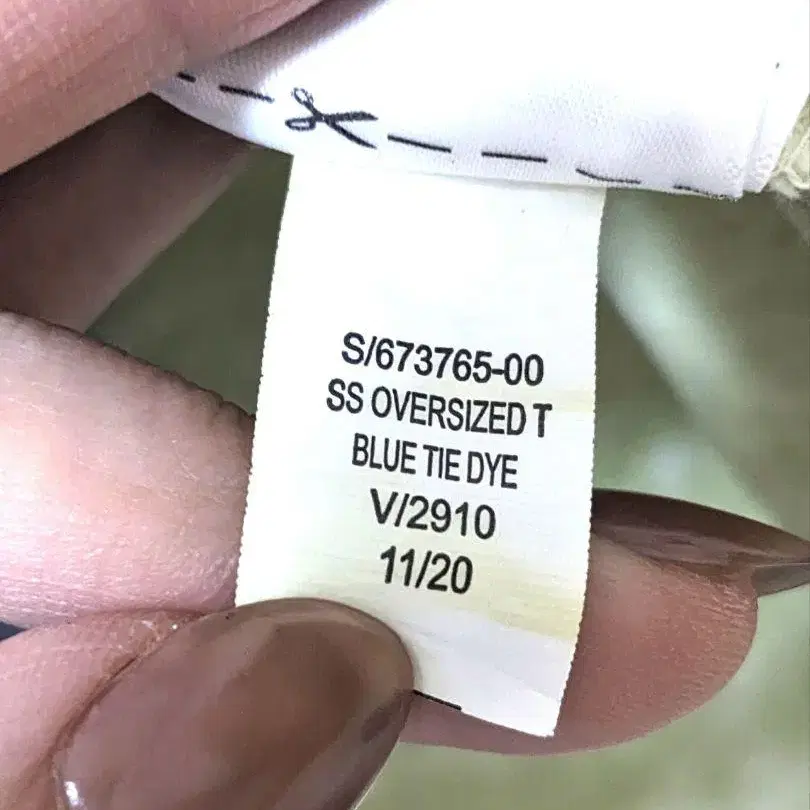 S/673765-00
SS OVERSIZED T
BLUE TIE DYE
V/2910
11/20